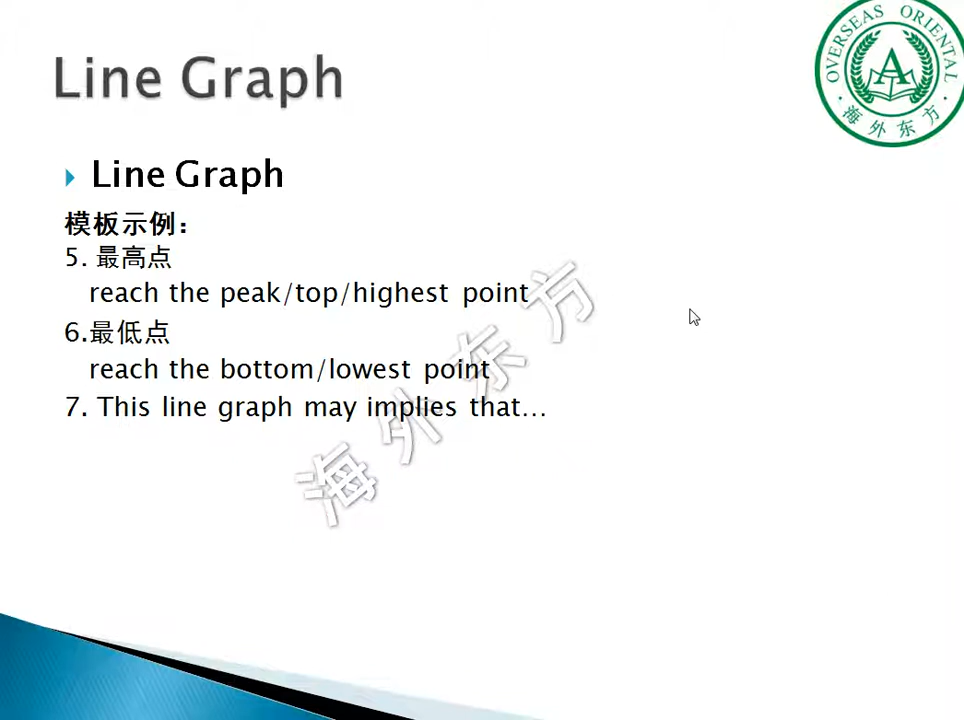 Line Graph
OVERSEAS ORIENTAL
A
·海外东方·
Line Graph
模板示例：
5. 最高点
reach the peak/top/highest point
6.最低点
reach the bottom/lowest point
7. This line graph may implies that…
海外东方